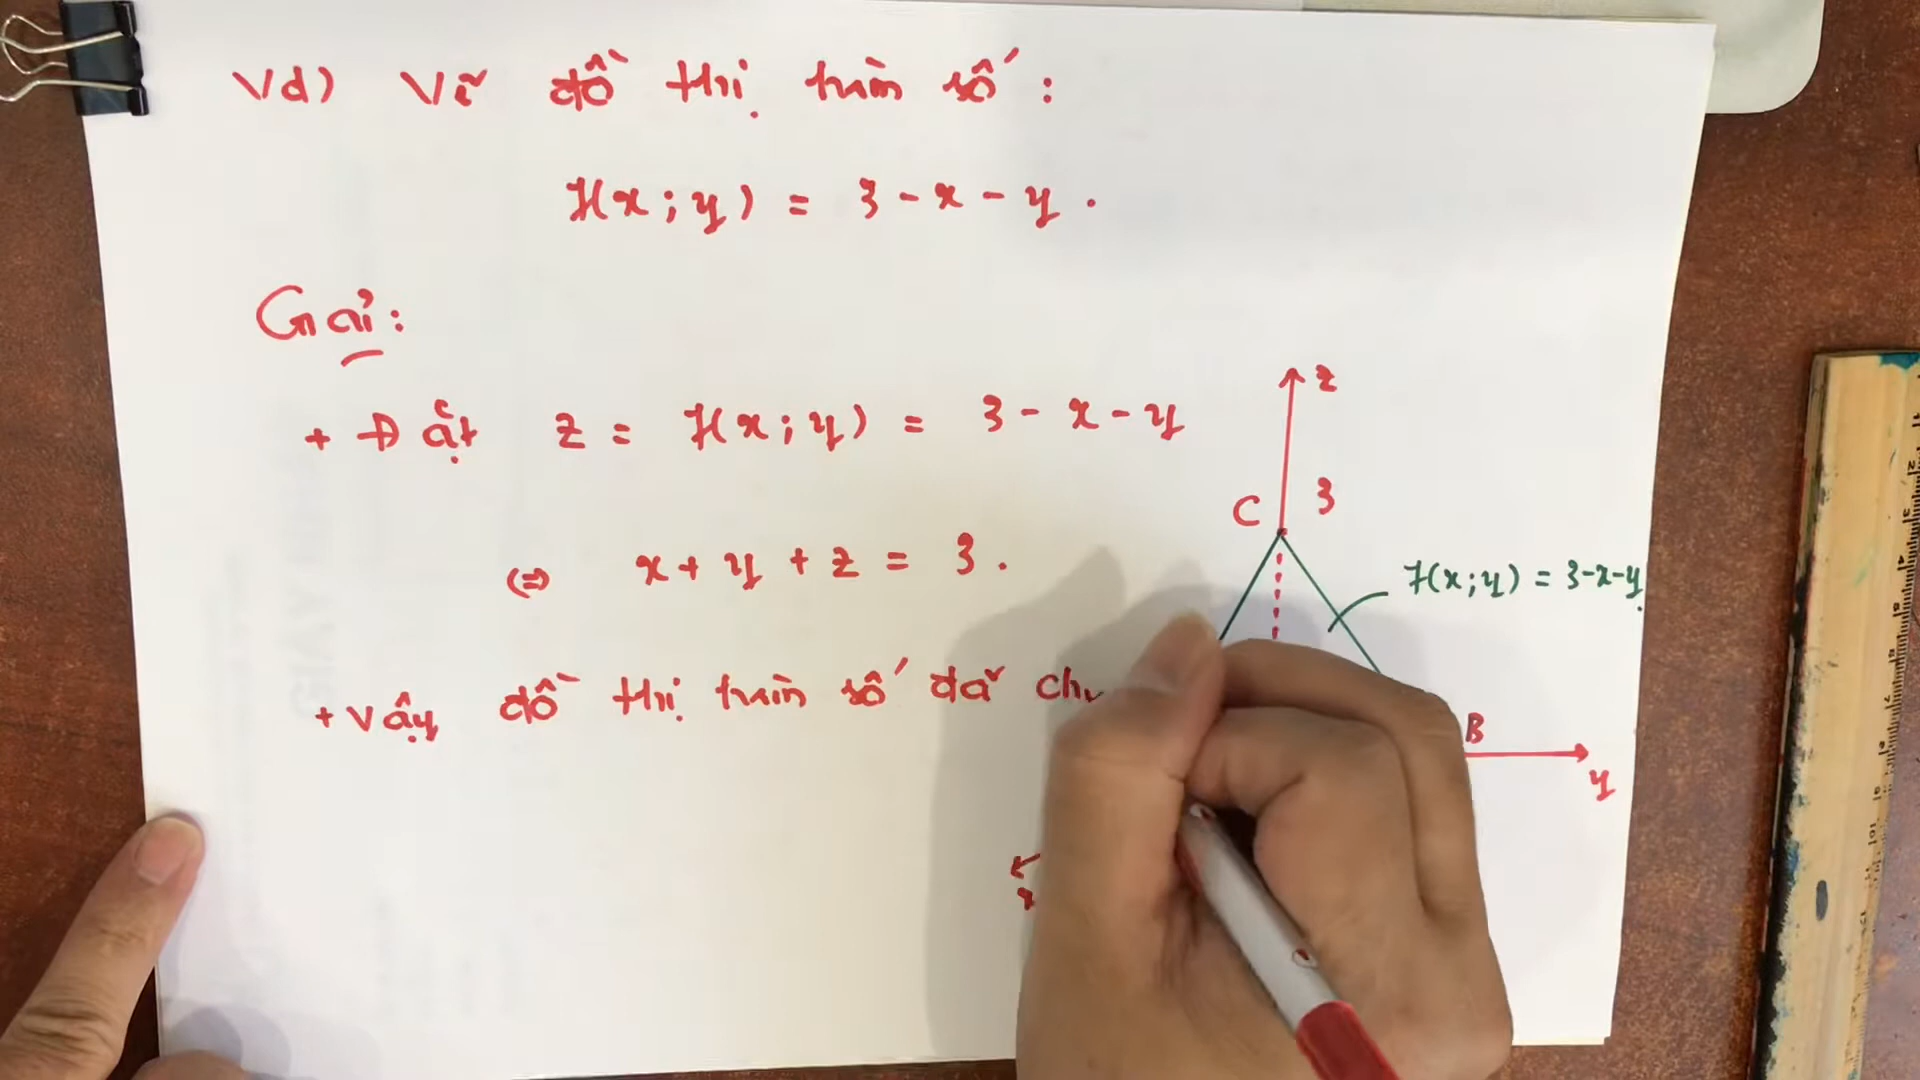 Vd) Vẽ đồ thị hàm số:
f(x;y) = 3-x-y.
Giải:
+ Đặt z = f(x;y) = 3-x-y
⇔ x+y+z = 3.
+ Vậy đồ thị hàm số đã
z
C 3
f(x;y) = 3-x-y
B
y
x